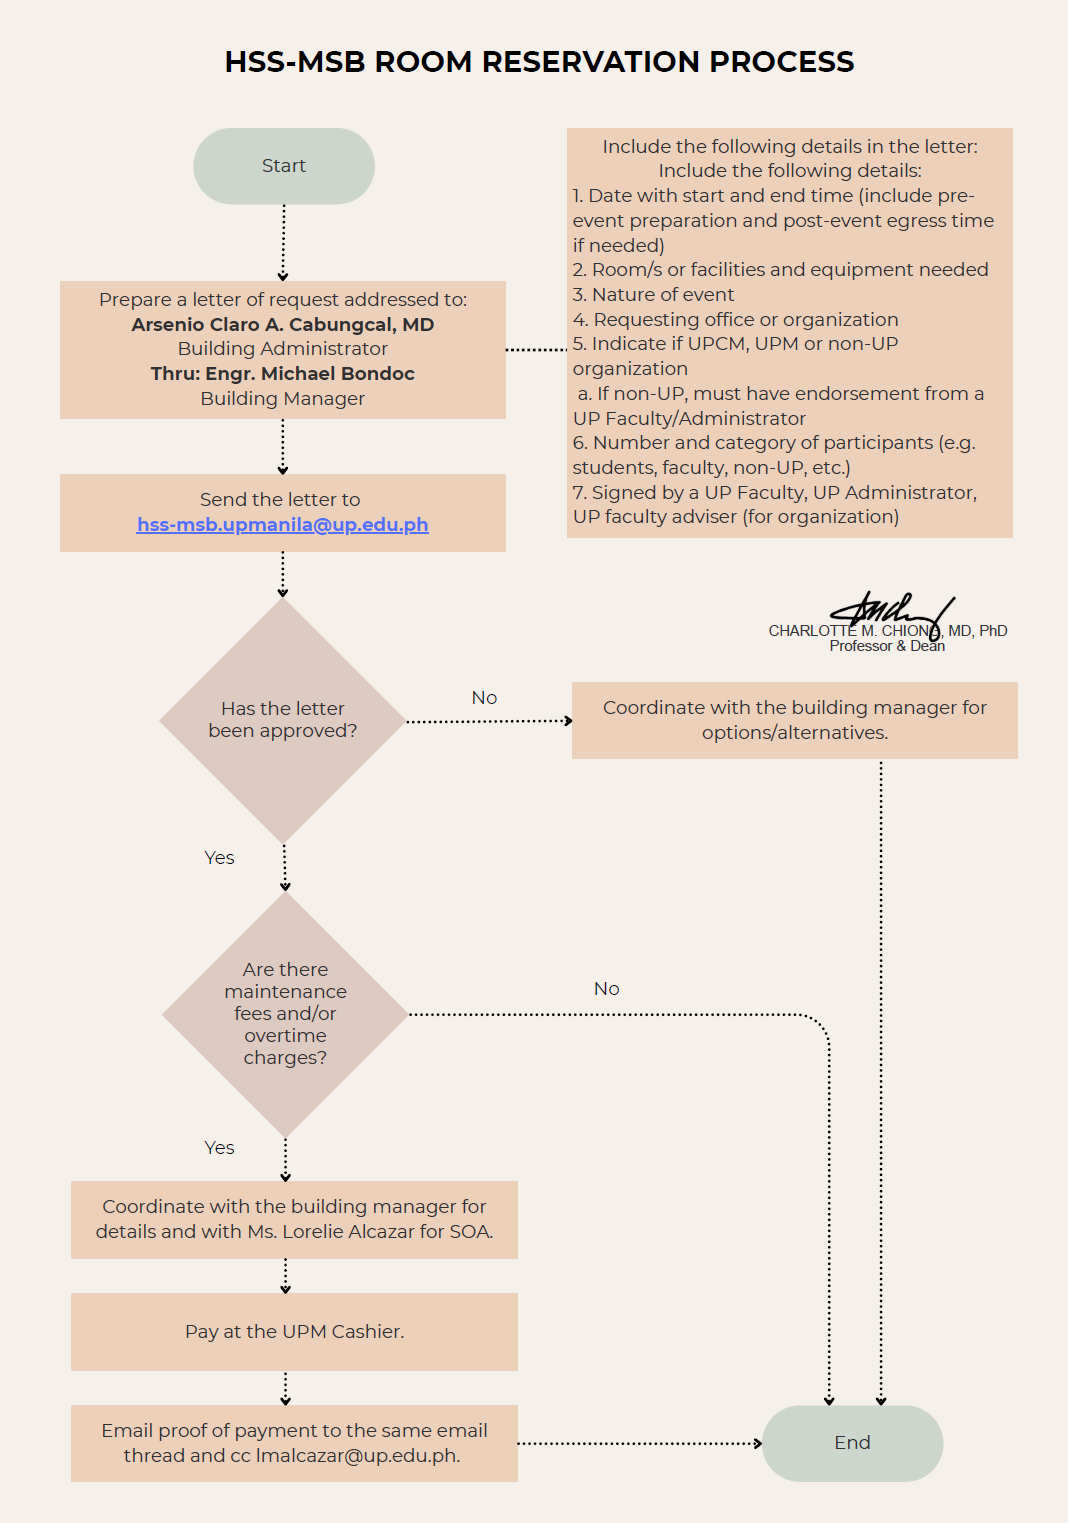 HSS-MSB ROOM RESERVATION PROCESS
Start
Prepare a letter of request addressed to:
Arsenio Claro A. Cabungcal, MD
Building Administrator
Thru: Engr. Michael Bondoc
Building Manager
Include the following details in the letter:
Include the following details:
1. Date with start and end time (include pre-
event preparation and post-event egress time
if needed)
2. Room/s or facilities and equipment needed
3. Nature of event
4. Requesting office or organization
5. Indicate if UPCM, UPM or non-UP
organization
a. If non-UP, must have endorsement from a
UP Faculty/Administrator
6. Number and category of participants (e.g.
students, faculty, non-UP, etc.)
7. Signed by a UP Faculty, UP Administrator,
UP faculty adviser (for organization)
Send the letter to
hss-msb.upmanila@up.edu.ph
CHARLOTTE M. CHIONG, MD, PhD
Professor & Dean
Has the letter
been approved?
No
Coordinate with the building manager for
options/alternatives.
Yes
Are there
maintenance
fees and/or
overtime
charges?
No
Yes
Coordinate with the building manager for
details and with Ms. Lorelie Alcazar for SOA.
Pay at the UPM Cashier.
Email proof of payment to the same email
thread and cc lmalcazar@up.edu.ph.
End